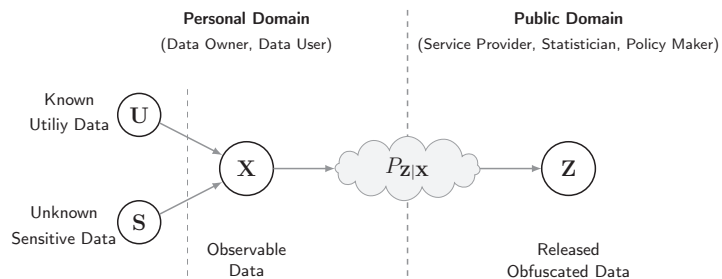 Personal Domain
(Data Owner, Data User)
Public Domain
(Service Provider, Statistician, Policy Maker)
Known
Utiliy Data
U
X
P_{Z|X}
Z
Unknown
Sensitive Data
S
Observable
Data
Released
Obfuscated Data